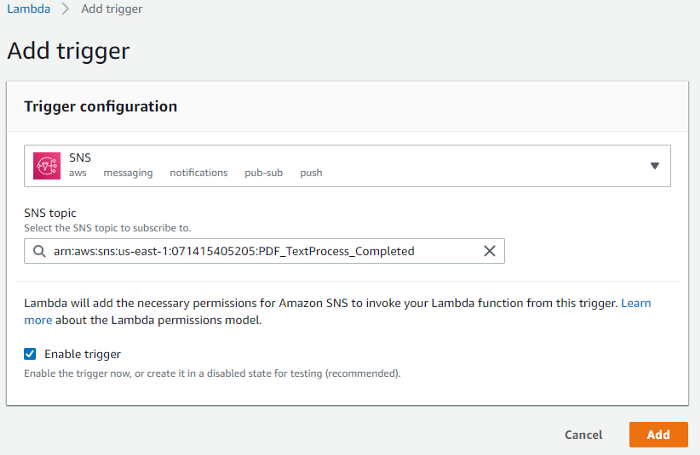 Lambda > Add trigger
Add trigger
Trigger configuration
SNS
aws messaging notifications pub-sub push
SNS topic
Select the SNS topic to subscribe to.
arn:aws:sns:us-east-1:071415405205:PDF_TextProcess_Completed
Lambda will add the necessary permissions for Amazon SNS to invoke your Lambda function from this trigger. Learn
more about the Lambda permissions model.
Enable trigger
Enable the trigger now, or create it in a disabled state for testing (recommended).
Cancel Add